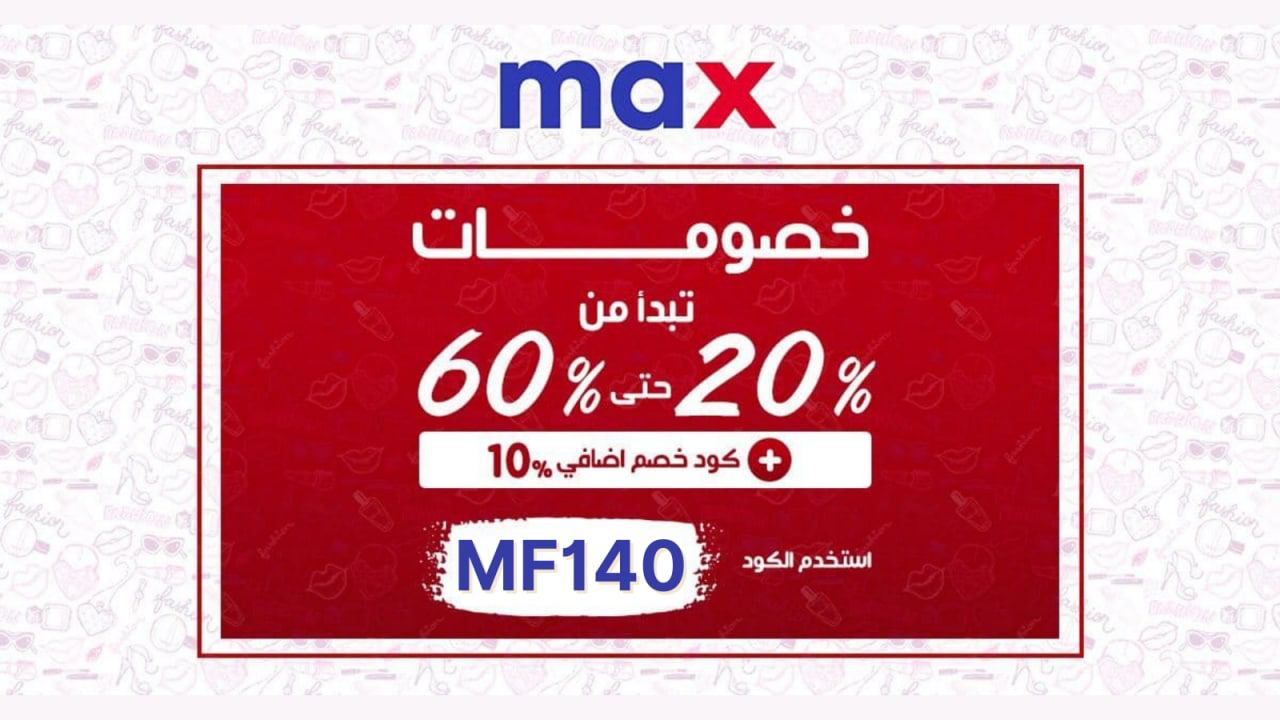 max
خصومات
تبدأ من
20% حتى 60%
+ كود خصم اضافي 10%
استخدم الكود MF140